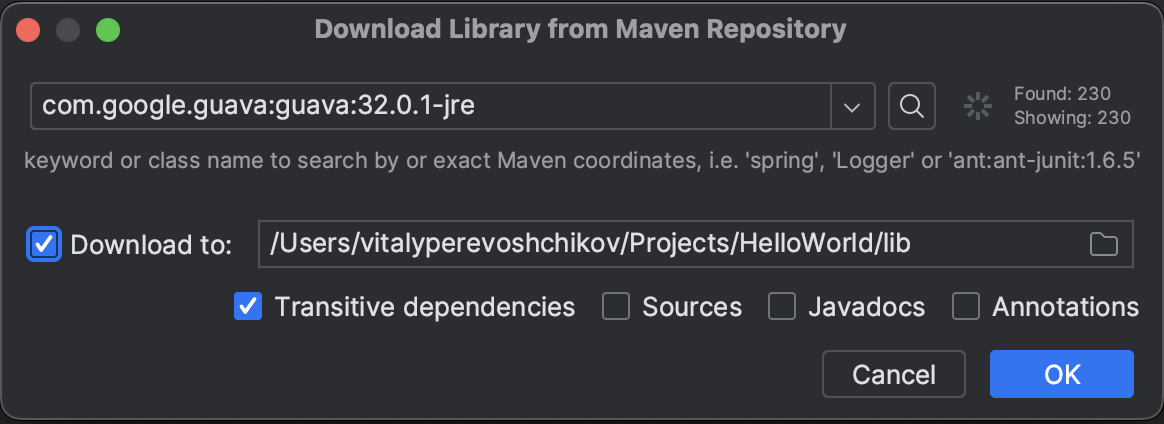 Download Library from Maven Repository
com.google.guava:guava:32.0.1-jre
Found: 230
Showing: 230
keyword or class name to search by or exact Maven coordinates, i.e. 'spring', 'Logger' or 'ant:ant-junit:1.6.5'
Download to: /Users/vitalyperevoshchikov/Projects/HelloWorld/lib
Transitive dependencies Sources Javadocs Annotations
Cancel OK